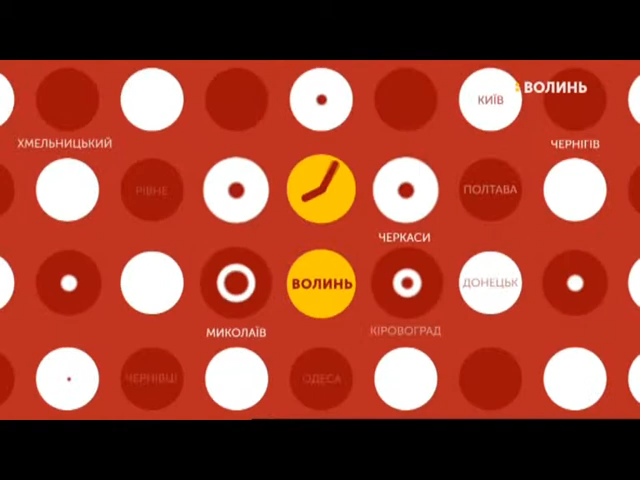 КИЇВ
ВОЛИНЬ
ХМЕЛЬНИЦЬКИЙ
ЧЕРНІГІВ
РІВНЕ
ПОЛТАВА
ЧЕРКАСИ
ВОЛИНЬ
ДОНЕЦЬК
МИКОЛАЇВ
КІРОВОГРАД
ЧЕРНІВЦІ
ОДЕСА